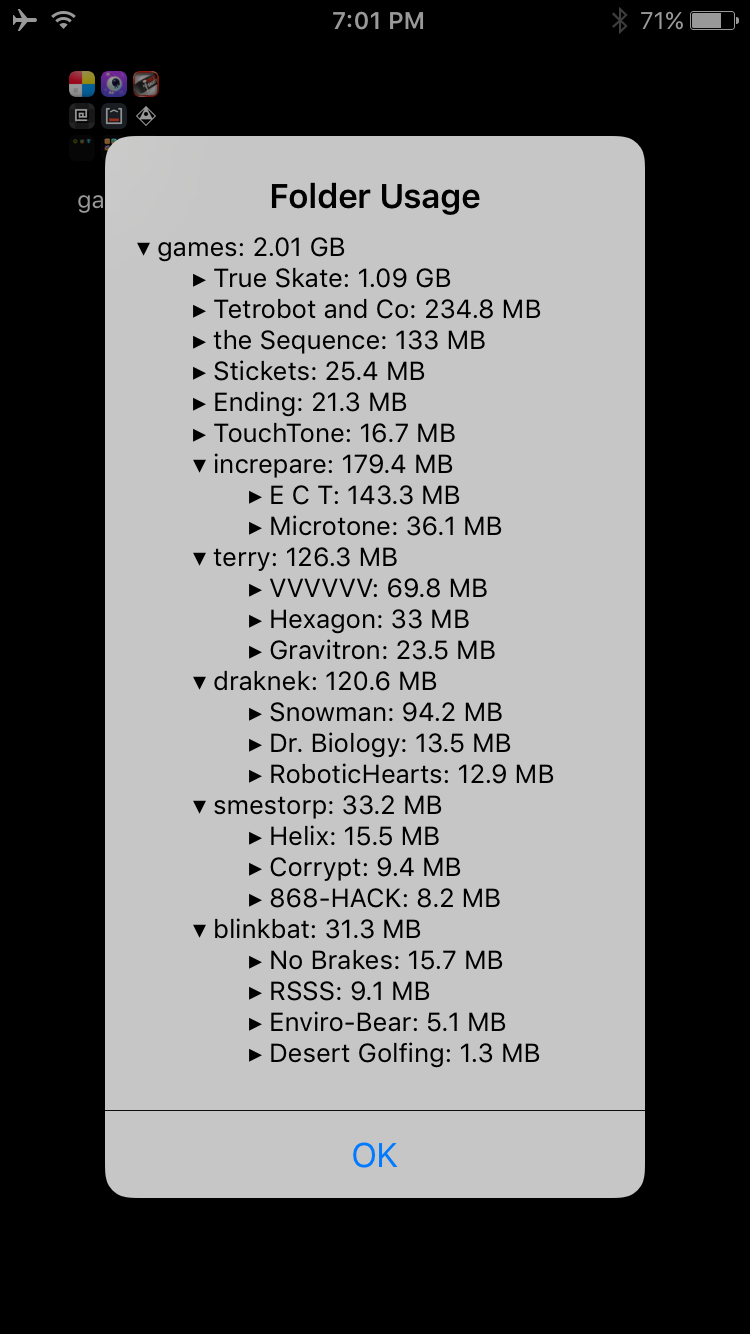 7:01 PM 71%
ga
Folder Usage
▼ games: 2.01 GB
▶ True Skate: 1.09 GB
▶ Tetrobot and Co: 234.8 MB
▶ the Sequence: 133 MB
▶ Stickets: 25.4 MB
▶ Ending: 21.3 MB
▶ TouchTone: 16.7 MB
▼ increpare: 179.4 MB
▶ E C T: 143.3 MB
▶ Microtone: 36.1 MB
▼ terry: 126.3 MB
▶ VVVVVV: 69.8 MB
▶ Hexagon: 33 MB
▶ Gravitron: 23.5 MB
▼ draknek: 120.6 MB
▶ Snowman: 94.2 MB
▶ Dr. Biology: 13.5 MB
▶ RoboticHearts: 12.9 MB
▼ smestorp: 33.2 MB
▶ Helix: 15.5 MB
▶ Corrypt: 9.4 MB
▶ 868-HACK: 8.2 MB
▼ blinkbat: 31.3 MB
▶ No Brakes: 15.7 MB
▶ RSSS: 9.1 MB
▶ Enviro-Bear: 5.1 MB
▶ Desert Golfing: 1.3 MB
OK